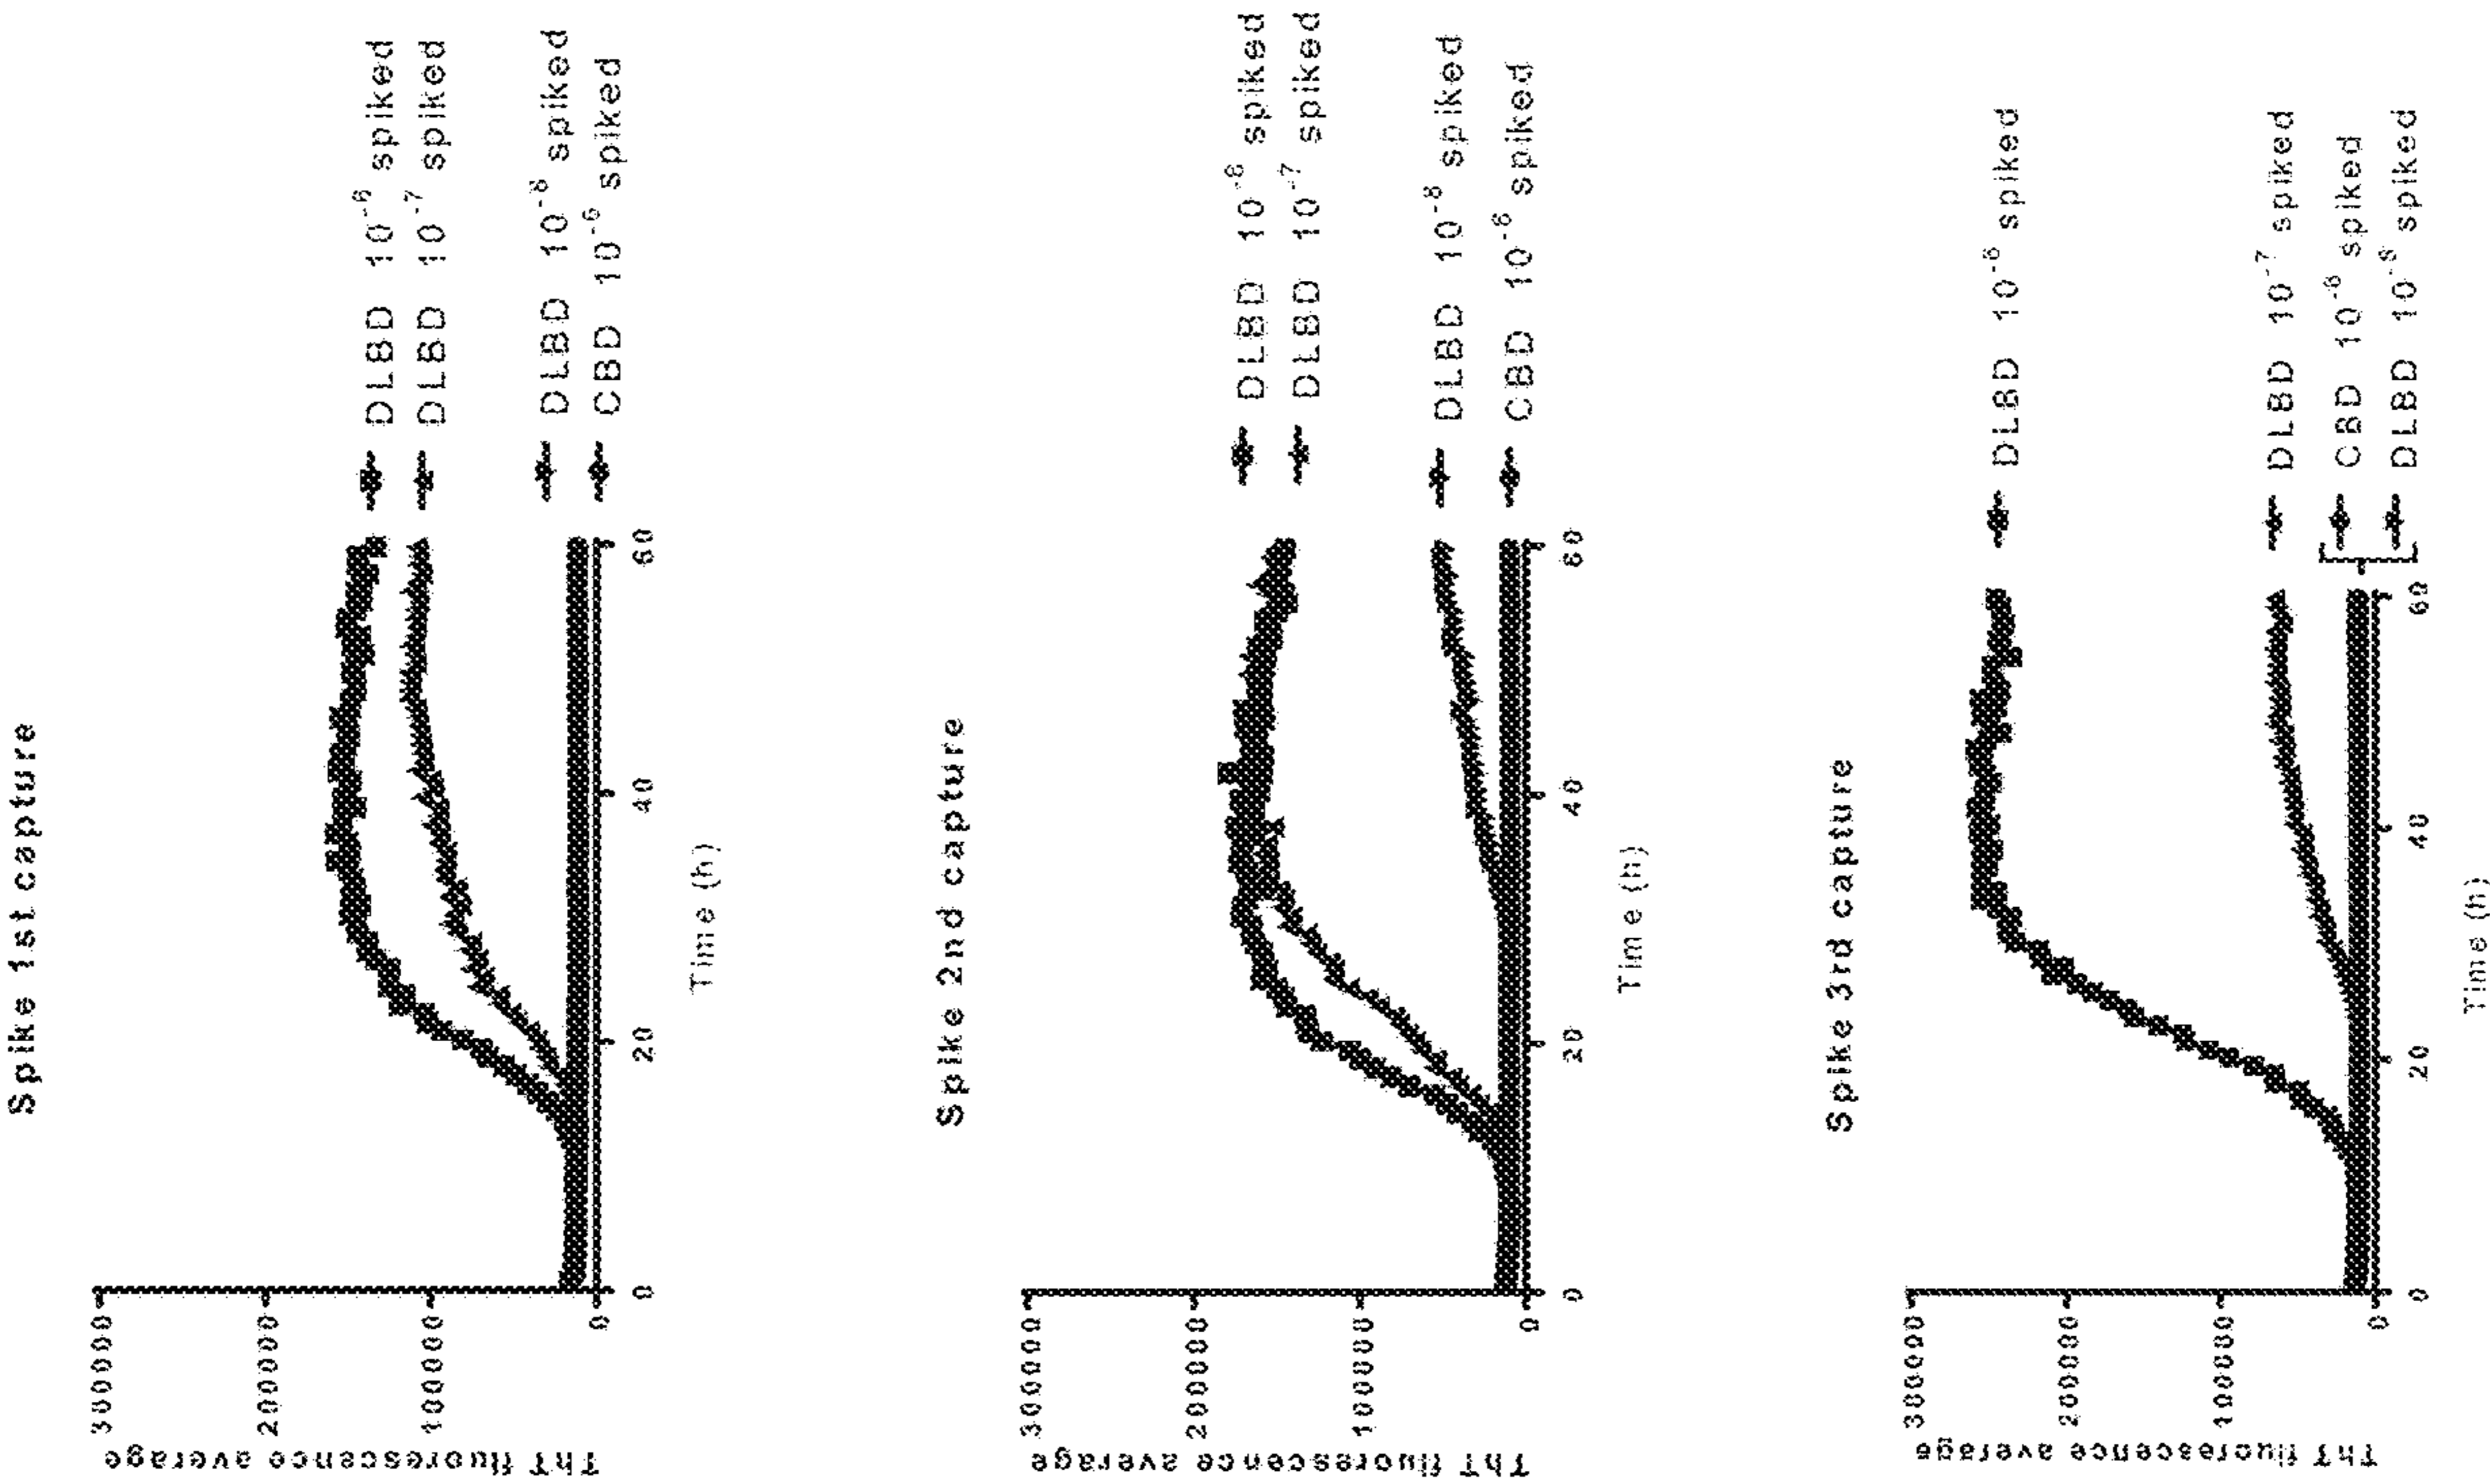 Spike 1st capture
ThT fluorescence average
300000
200000
100000
0
0
20
40
60
Time (h)
DLBD 10⁻⁶ spiked
DLBD 10⁻⁷ spiked
DLBD 10⁻⁸ spiked
CBD 10⁻⁶ spiked
Spike 2nd capture
ThT fluorescence average
300000
200000
100000
0
0
20
40
60
Time (h)
DLBD 10⁻⁶ spiked
DLBD 10⁻⁷ spiked
DLBD 10⁻⁸ spiked
CBD 10⁻⁶ spiked
Spike 3rd capture
ThT fluorescence average
300000
200000
100000
0
0
20
40
60
Time (h)
DLBD 10⁻⁶ spiked
DLBD 10⁻⁷ spiked
CBD 10⁻⁶ spiked
DLBD 10⁻⁸ spiked